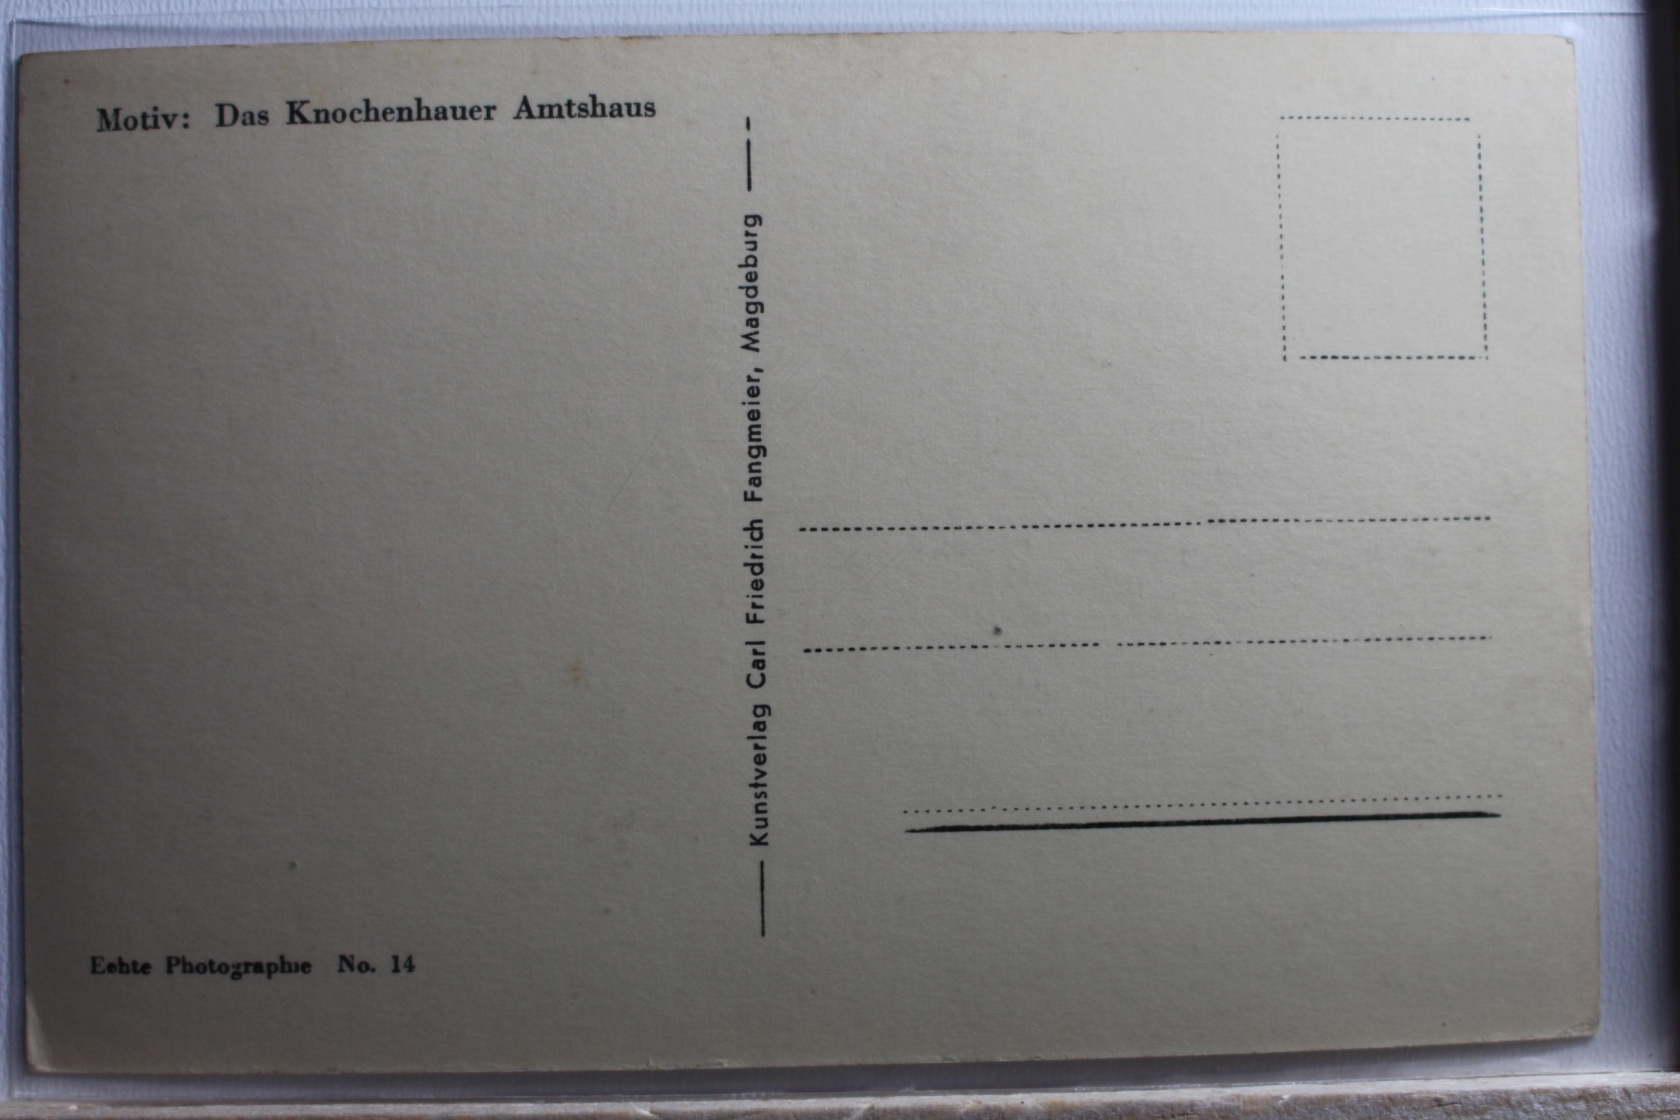 Motiv: Das Knochenhauer Amtshaus
Kunstverlag Carl Friedrich Fangmeier, Magdeburg
Echte Photographie No. 14